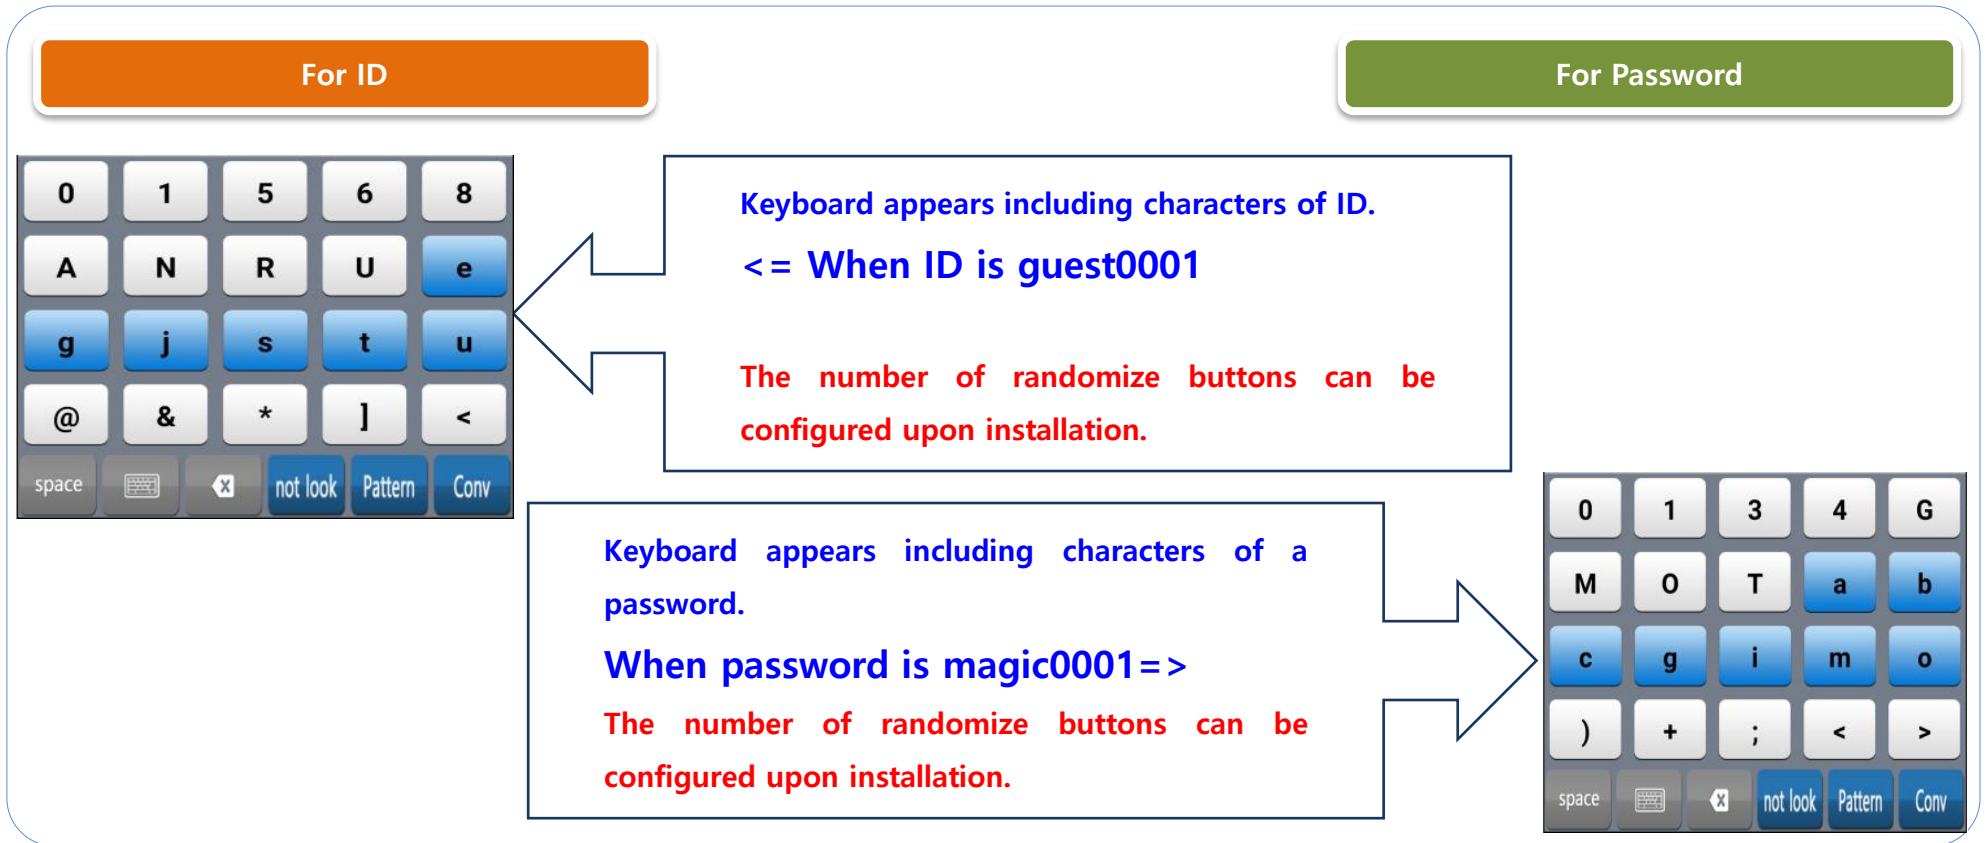 For ID
For Password
0 1 5 6 8
A N R U e
g j s t u
@ & * ] <
space not look Pattern Conv
Keyboard appears including characters of ID.
<= When ID is guest0001
The number of randomize buttons can be
configured upon installation.
Keyboard appears including characters of a
password.
When password is magic0001=>
The number of randomize buttons can be
configured upon installation.
0 1 3 4 G
M O T a b
c g i m o
) + ; < >
space not look Pattern Conv